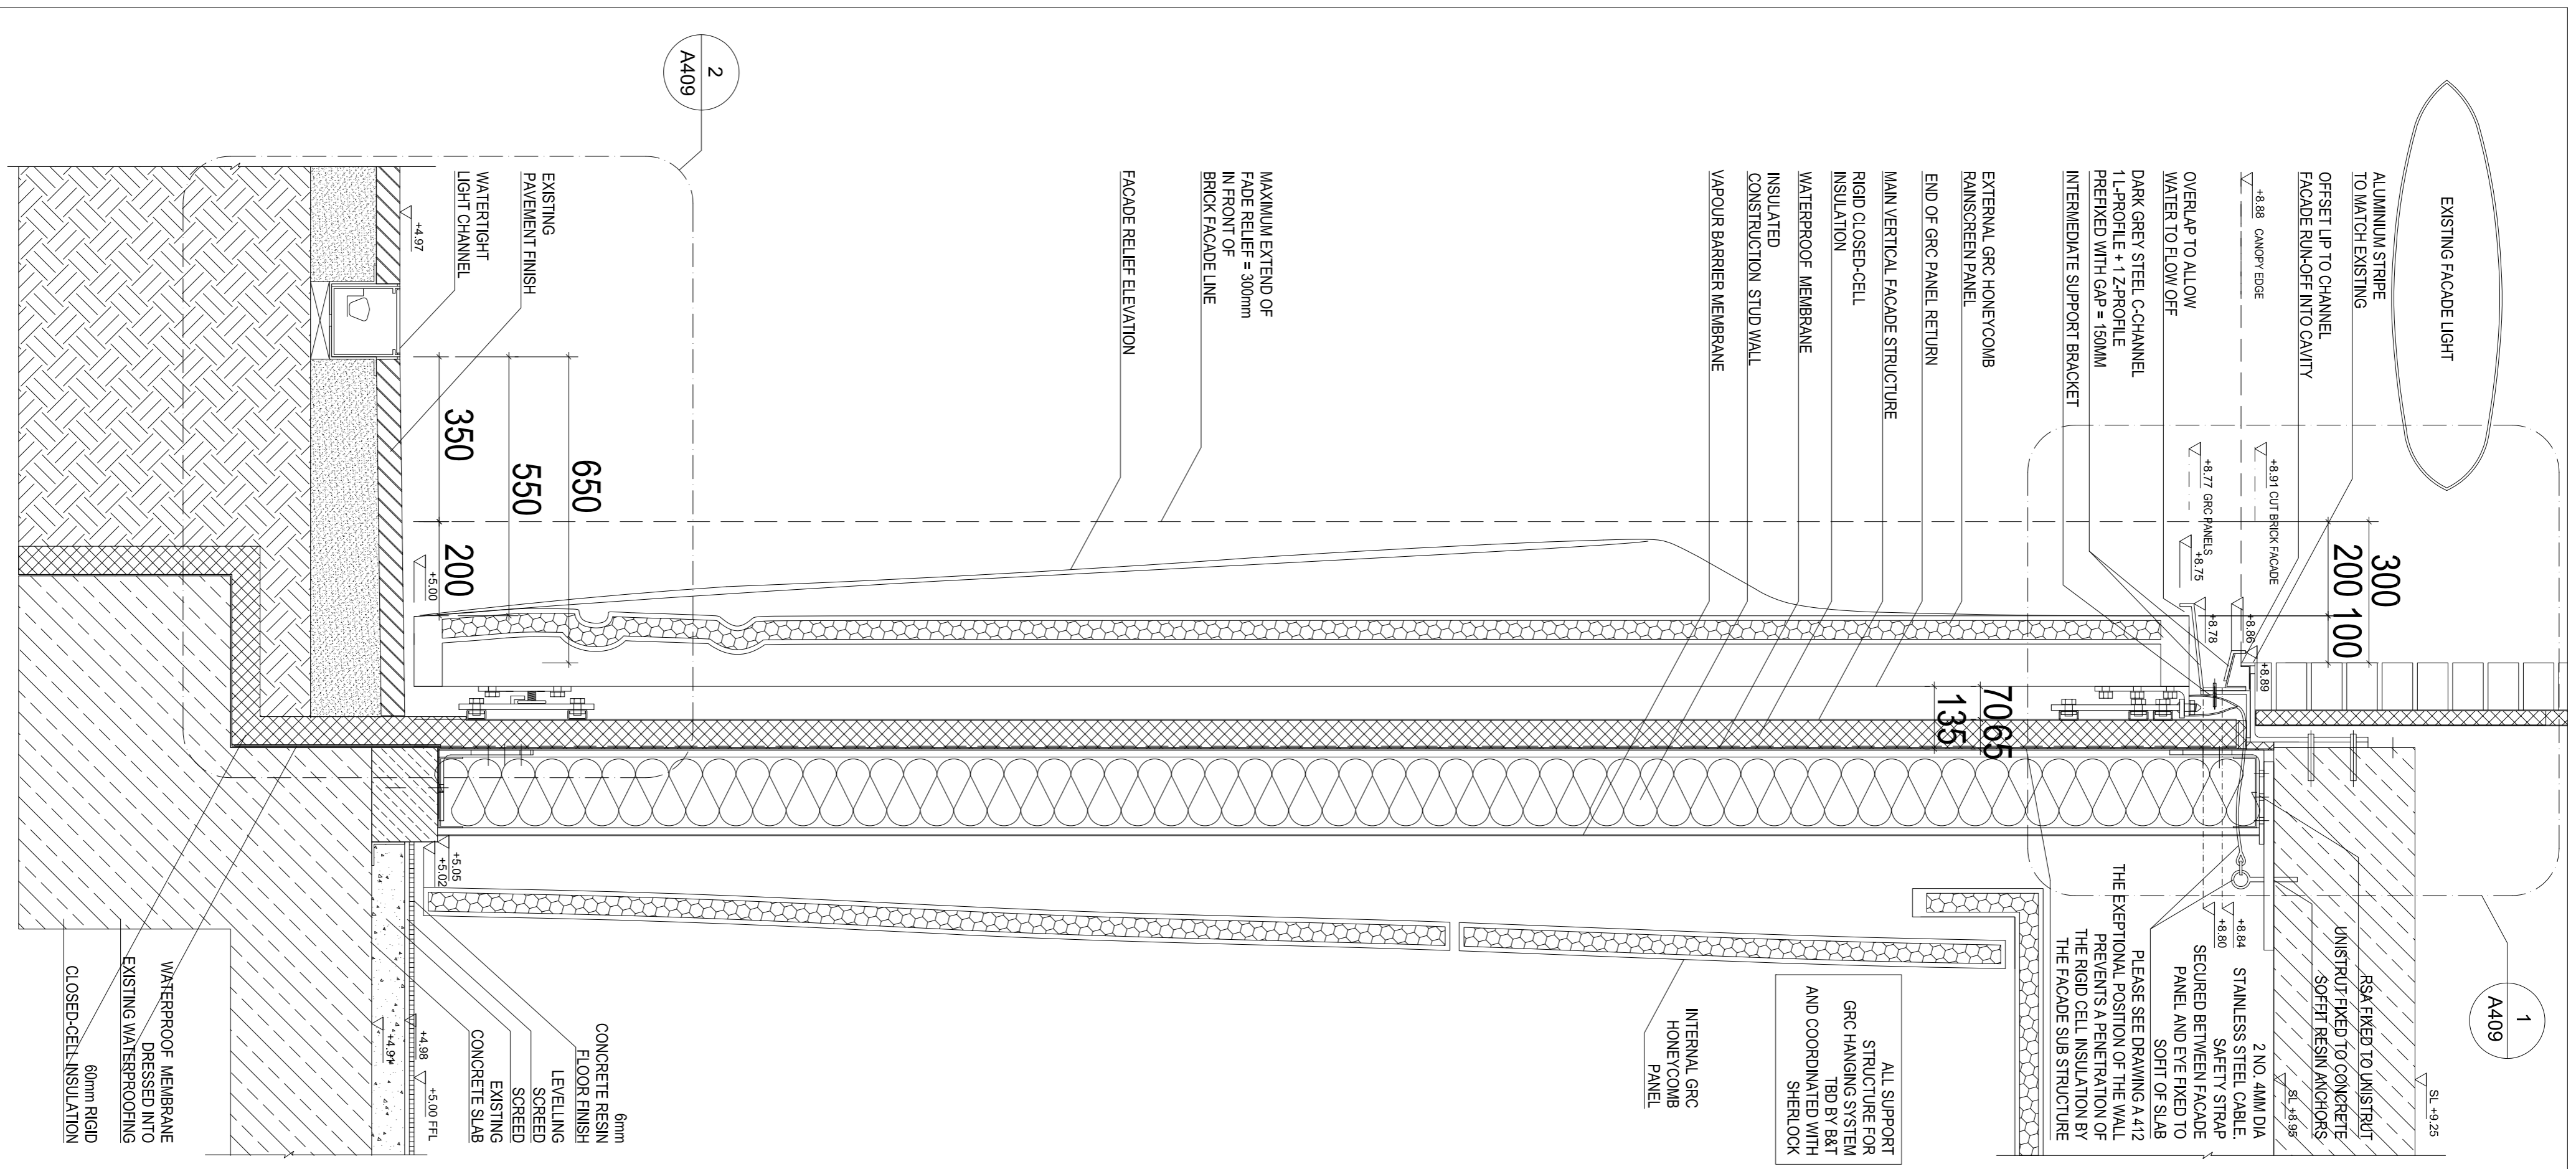 EXISTING FACADE LIGHT
ALUMINIUM STRIPE
TO MATCH EXISTING
OFFSET LIP TO CHANNEL
FACADE RUN-OFF INTO CAVITY
+8.88 CANOPY EDGE
OVERLAP TO ALLOW
WATER TO FLOW OFF
DARK GREY STEEL C-CHANNEL
1 L-PROFILE + 1 Z-PROFILE
PREFIXED WITH GAP = 150MM
INTERMEDIATE SUPPORT BRACKET
EXTERNAL GRC HONEYCOMB
RAINSCREEN PANEL
END OF GRC PANEL RETURN
MAIN VERTICAL FACADE STRUCTURE
RIGID CLOSED-CELL
INSULATION
WATERPROOF MEMBRANE
INSULATED
CONSTRUCTION STUD WALL
VAPOUR BARRIER MEMBRANE
MAXIMUM EXTEND OF
FADE RELIEF = 300mm
IN FRONT OF
BRICK FACADE LINE
FACADE RELIEF ELEVATION
EXISTING
PAVEMENT FINISH
WATERTIGHT
LIGHT CHANNEL
+4.97
2
A409
+8.91 CUT BRICK FACADE
+8.77 GRC PANELS
+8.75
+8.78
+8.86
+8.89
300
200
100
70
65
135
650
550
350
200
+5.00
+5.05
+5.02
1
A409
SL +9.25
SL +8.95
RSA FIXED TO UNISTRUT
UNISTRUT FIXED TO CONCRETE
SOFFIT RESIN ANCHORS
+8.84
+8.80
2 NO. 4MM DIA
STAINLESS STEEL CABLE.
SAFETY STRAP
SECURED BETWEEN FACADE
PANEL AND EYE FIXED TO
SOFIT OF SLAB
PLEASE SEE DRAWING A 412
THE EXEPTIONAL POSITION OF THE WALL
PREVENTS A PENETRATION OF
THE RIGID CELL INSULATION BY
THE FACADE SUB STRUCTURE
ALL SUPPORT
STRUCTURE FOR
GRC HANGING SYSTEM
TBD BY B&T
AND COORDINATED WITH
SHERLOCK
INTERNAL GRC
HONEYCOMB
PANEL
6mm
CONCRETE RESIN
FLOOR FINISH
LEVELLING
SCREED
EXISTING
CONCRETE SLAB
+5.00 FFL
+4.98
+4.91
WATERPROOF MEMBRANE
DRESSED INTO
EXISTING WATERPROOFING
60mm RIGID
CLOSED-CELL INSULATION